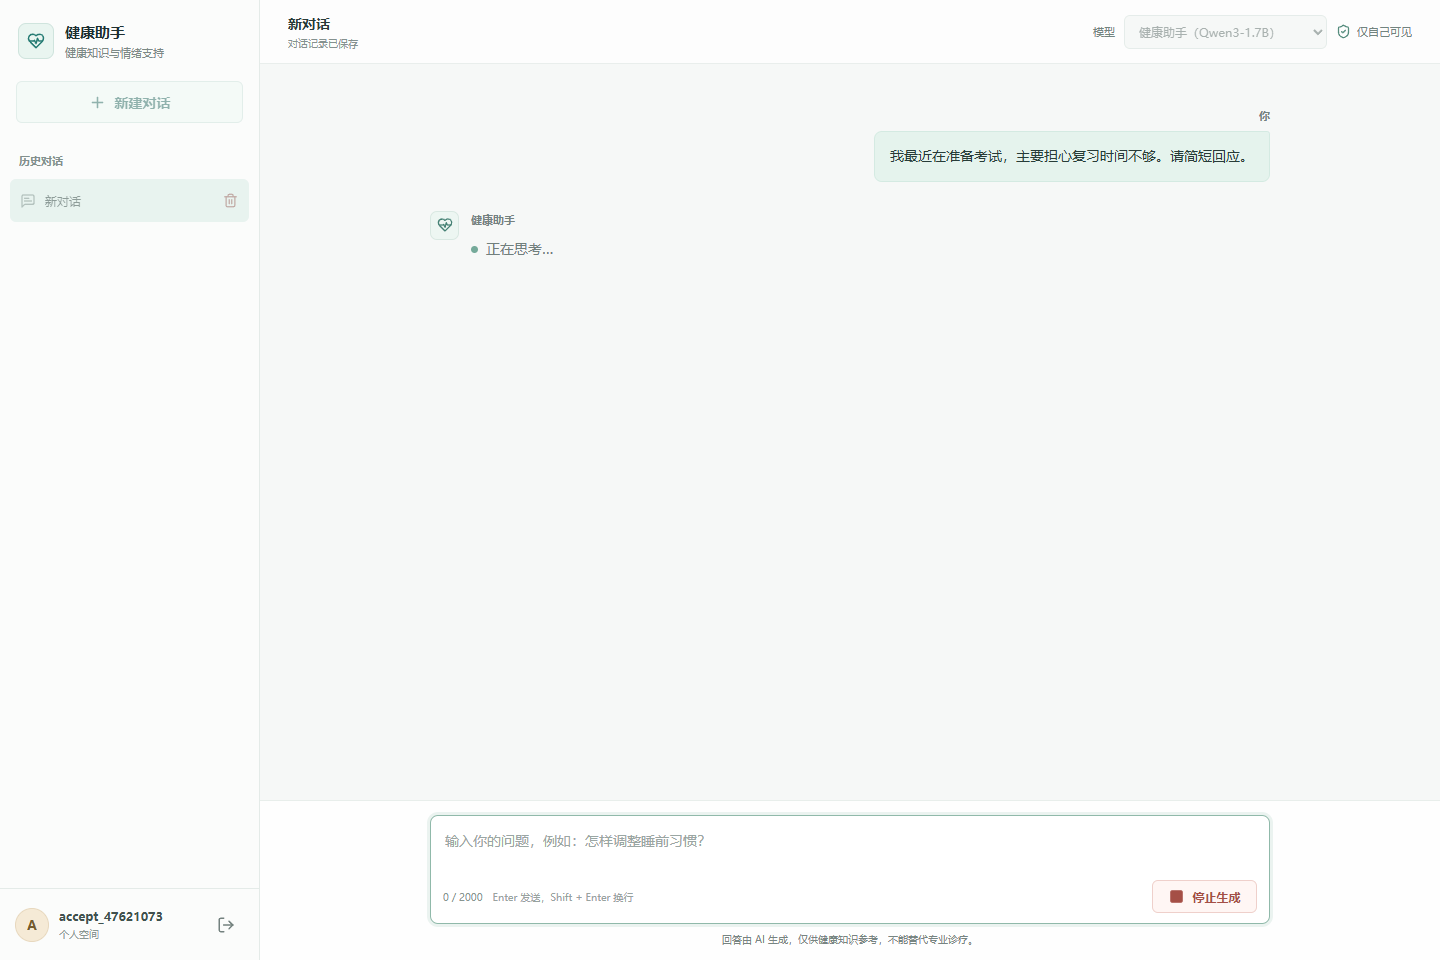 健康助手
健康知识与情绪支持
新建对话
历史对话
新对话
A
accept_47621073
个人空间
新对话
对话记录已保存
模型
健康助手（Qwen3-1.7B）
仅自己可见
你
我最近在准备考试，主要担心复习时间不够。请简短回应。
健康助手
正在思考...
输入你的问题，例如：怎样调整睡前习惯？
0 / 2000 Enter 发送，Shift + Enter 换行
停止生成
回答由 AI 生成，仅供健康知识参考，不能替代专业诊疗。